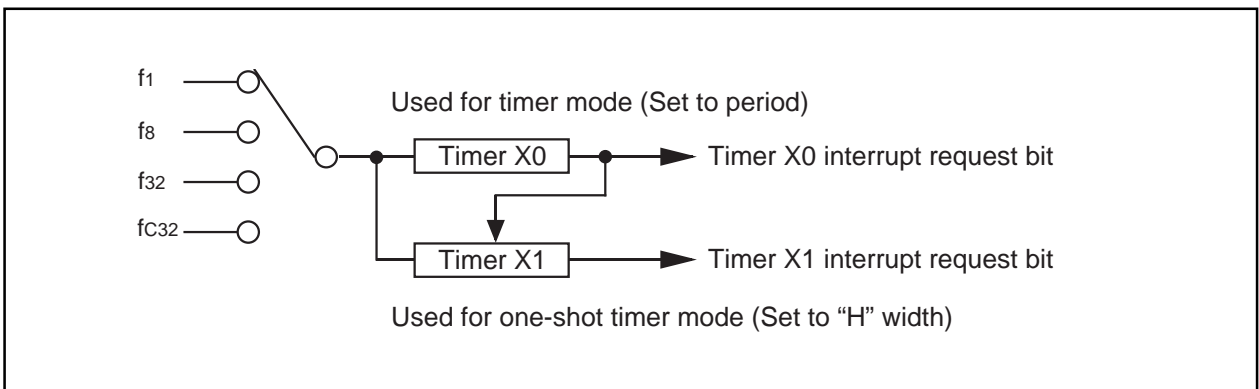 f1
Used for timer mode (Set to period)
f8
Timer X0
Timer X0 interrupt request bit
f32
fC32
Timer X1
Timer X1 interrupt request bit
Used for one-shot timer mode (Set to “H” width)